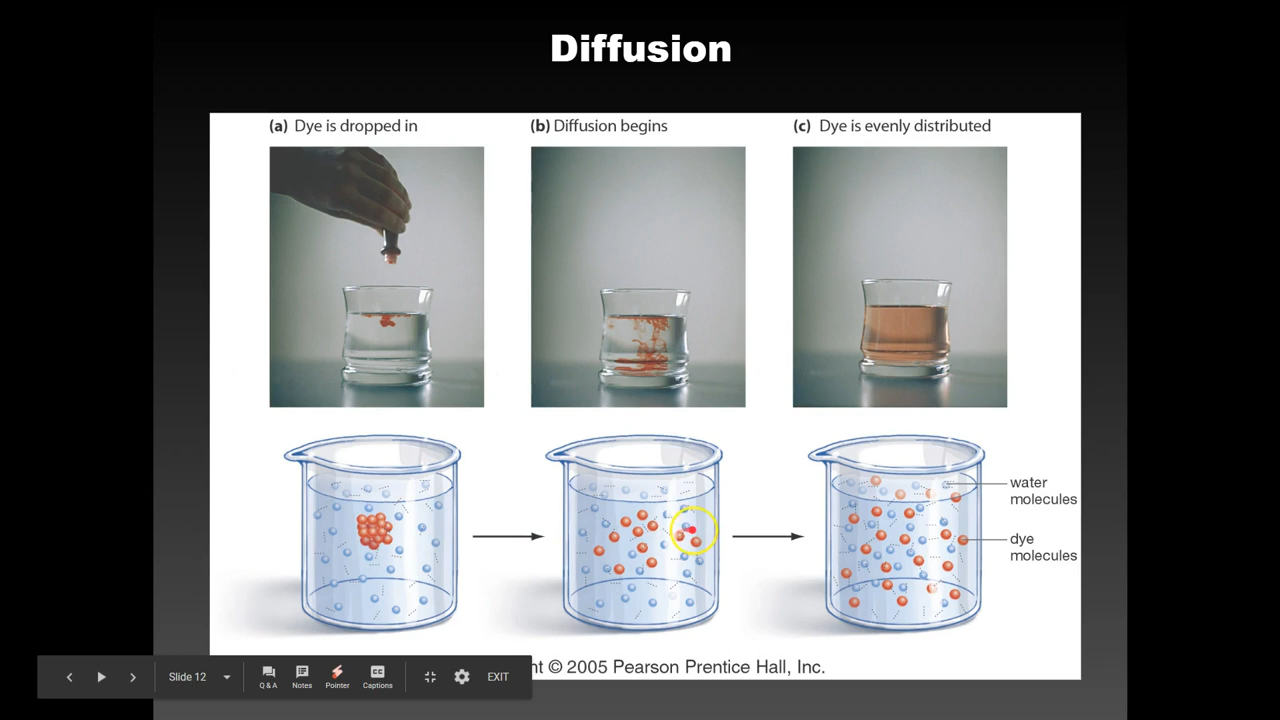 Diffusion
(a) Dye is dropped in
(b) Diffusion begins
(c) Dye is evenly distributed
water
molecules
dye
molecules
© 2005 Pearson Prentice Hall, Inc.
Slide 12
Q & A
Notes
Pointer
Captions
EXIT